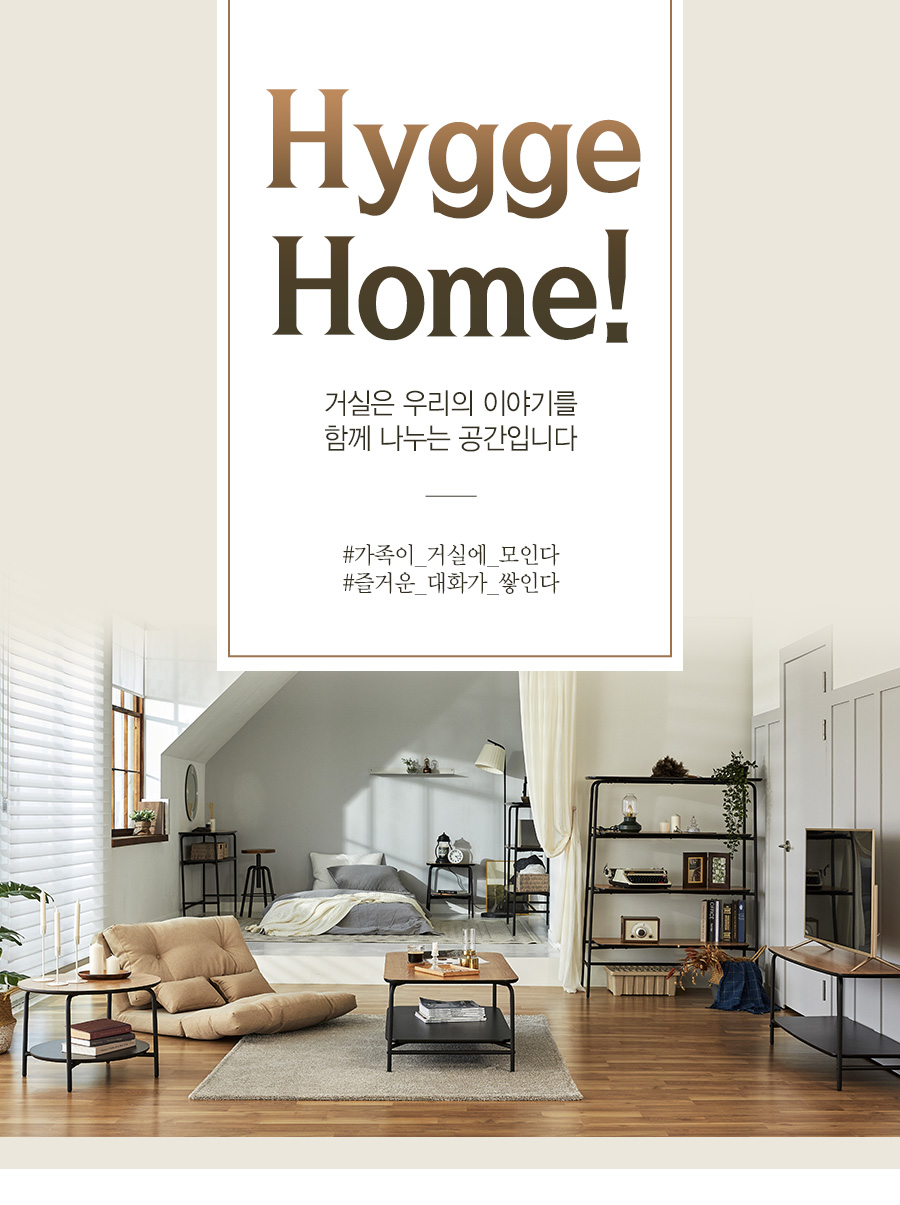 Hygge
Home!
거실은 우리의 이야기를
함께 나누는 공간입니다
#가족이_거실에_모인다
#즐거운_대화가_쌓인다